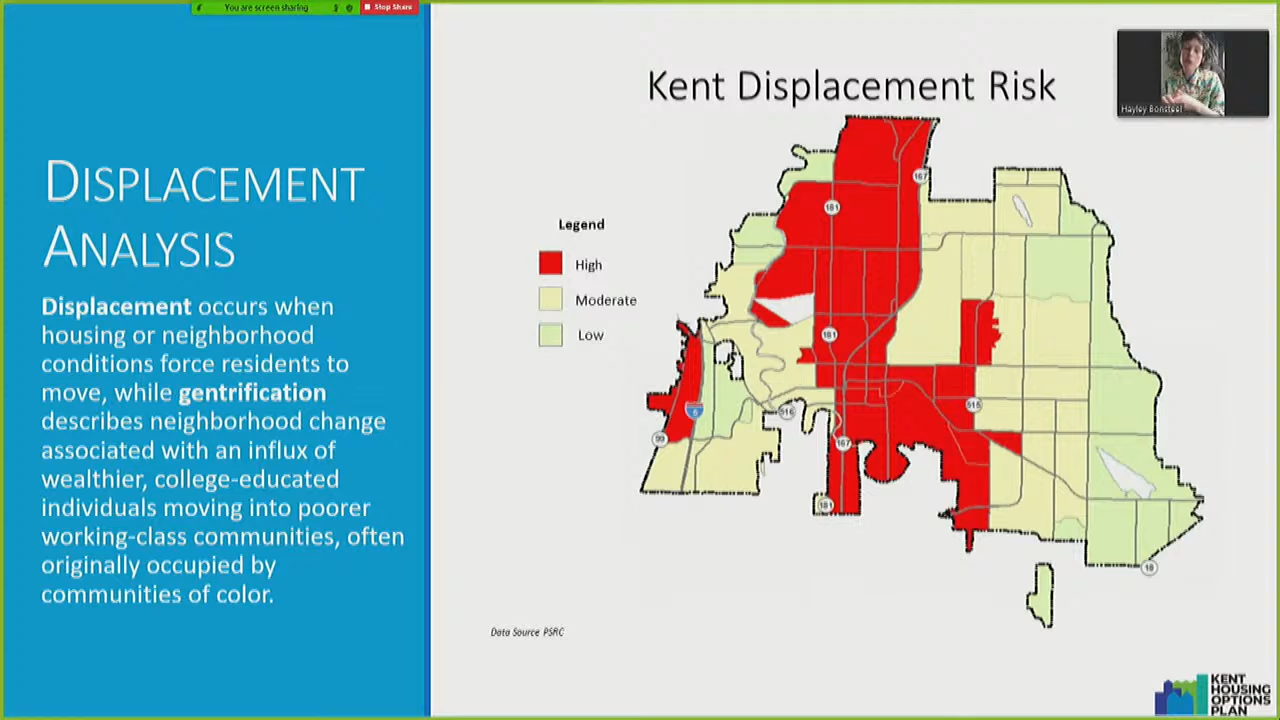 You are screen sharing
Stop Share
DISPLACEMENT
ANALYSIS
Displacement occurs when
housing or neighborhood
conditions force residents to
move, while gentrification
describes neighborhood change
associated with an influx of
wealthier, college-educated
individuals moving into poorer
working-class communities, often
originally occupied by
communities of color.
Kent Displacement Risk
Hayley Bonsteel
Legend
High
Moderate
Low
167
181
181
5
516
515
99
167
181
18
Data Source PSRC
KENT
HOUSING
OPTIONS
PLAN